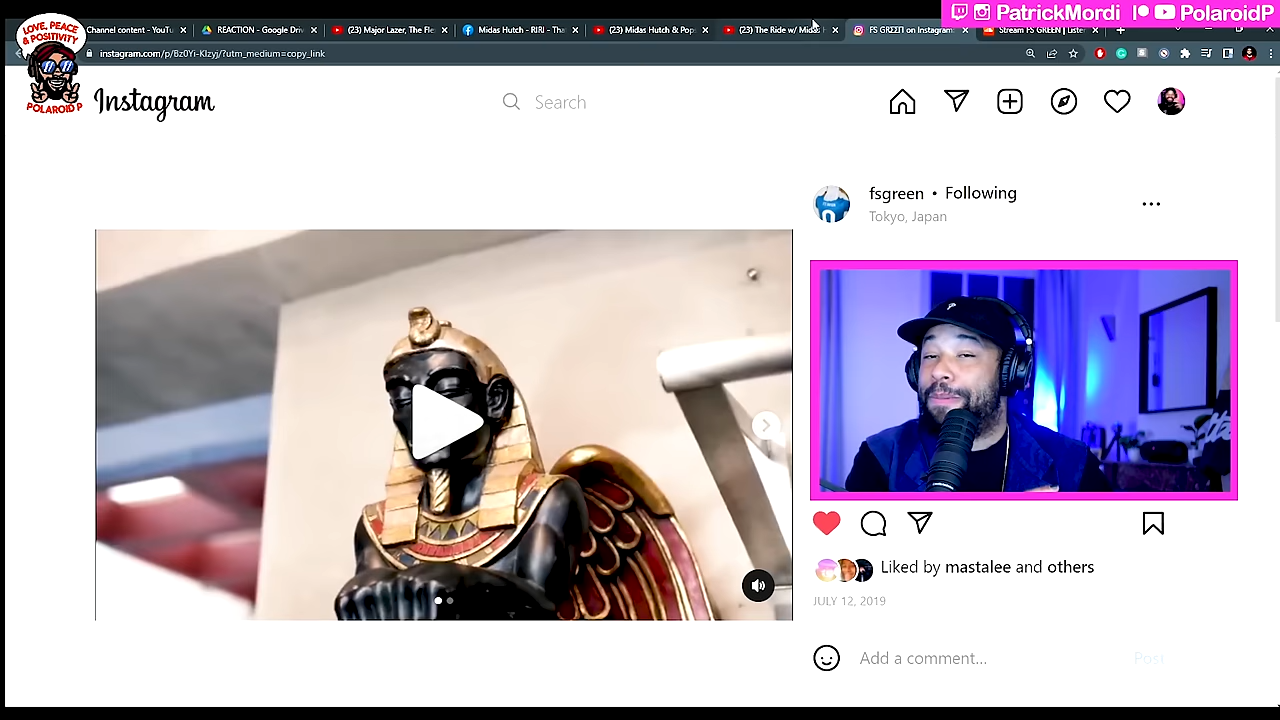 PatrickMordi PolaroidP
LOVE, PEACE
& POSITIVITY
POLAROID P
Channel content - YouTu
REACTION - Google Driv
(23) Major Lazer, The Fle
Midas Hutch - RIRI - Tha
(23) Midas Hutch & Pops
(23) The Ride w/ Midas
FS GREEN on Instagram
Stream FS GREEN | Listen
instagram.com/p/Bz0Yi-KIzyj/?utm_medium=copy_link
Instagram
Search
fsgreen • Following
Tokyo, Japan
Liked by mastalee and others
JULY 12, 2019
Add a comment...
Post